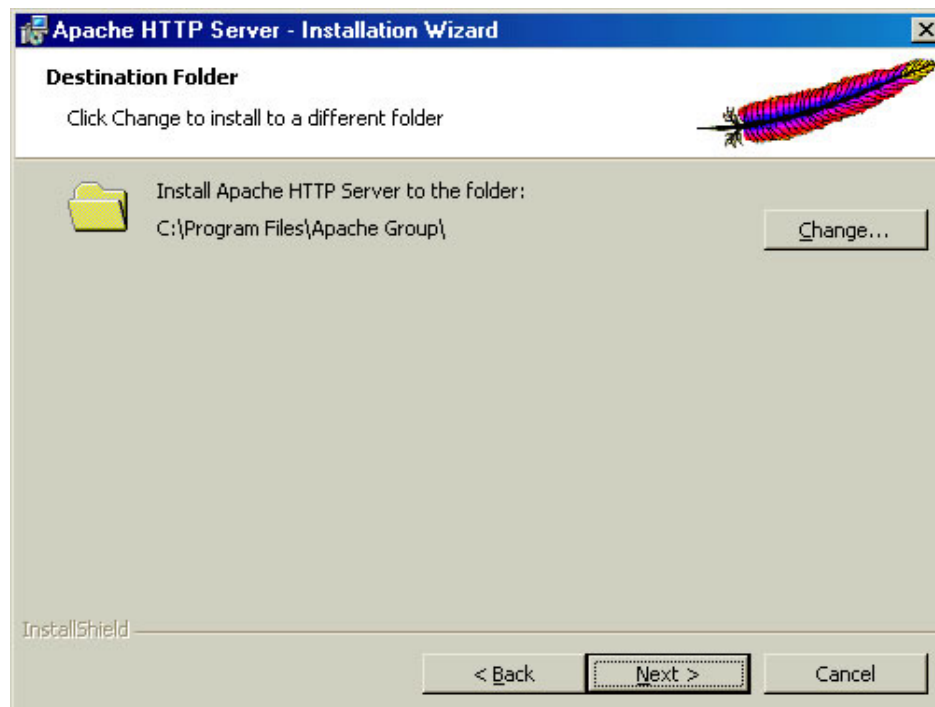 Apache HTTP Server - Installation Wizard
Destination Folder
Click Change to install to a different folder
Install Apache HTTP Server to the folder:
C:\Program Files\Apache Group\
Change...
InstallShield
< Back
Next >
Cancel